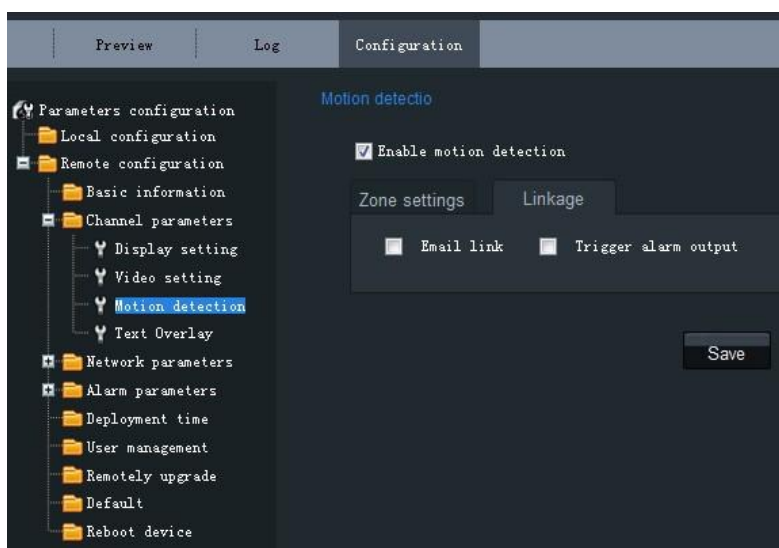 Preview Log Configuration
Parameters configuration
Local configuration
Remote configuration
Basic information
Channel parameters
Display setting
Video setting
Motion detection
Text Overlay
Network parameters
Alarm parameters
Deployment time
User management
Remotely upgrade
Default
Reboot device
Motion detectio
Enable motion detection
Zone settings Linkage
Email link Trigger alarm output
Save